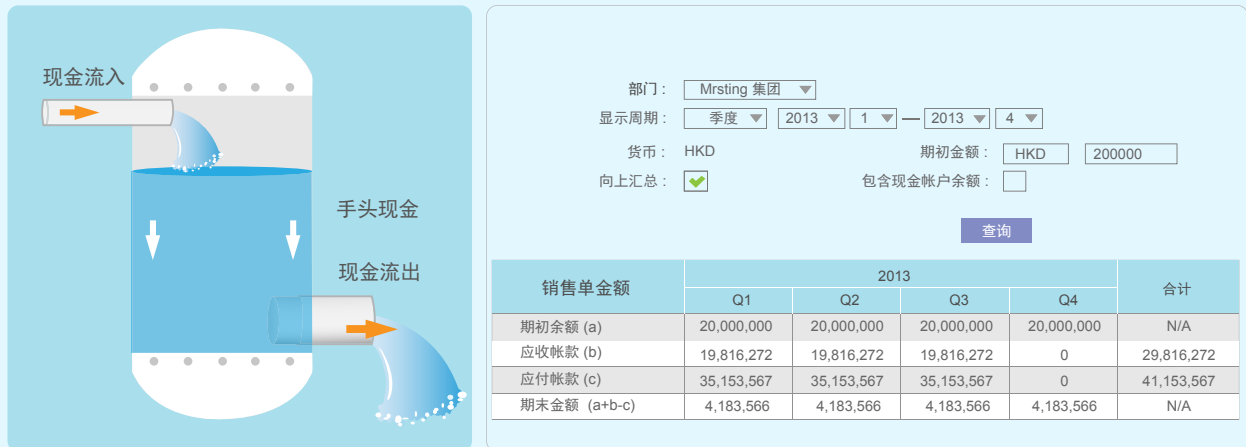 现金流入
手头现金
现金流出
部门： Mrsting 集团
显示周期： 季度 2013 1 — 2013 4
货币： HKD 期初金额： HKD 200000
向上汇总： 包含现金帐户余额：
查询
销售单金额 2013 合计
Q1 Q2 Q3 Q4
期初余额 (a) 20,000,000 20,000,000 20,000,000 20,000,000 N/A
应收帐款 (b) 19,816,272 19,816,272 19,816,272 0 29,816,272
应付帐款 (c) 35,153,567 35,153,567 35,153,567 0 41,153,567
期末金额 (a+b-c) 4,183,566 4,183,566 4,183,566 4,183,566 N/A